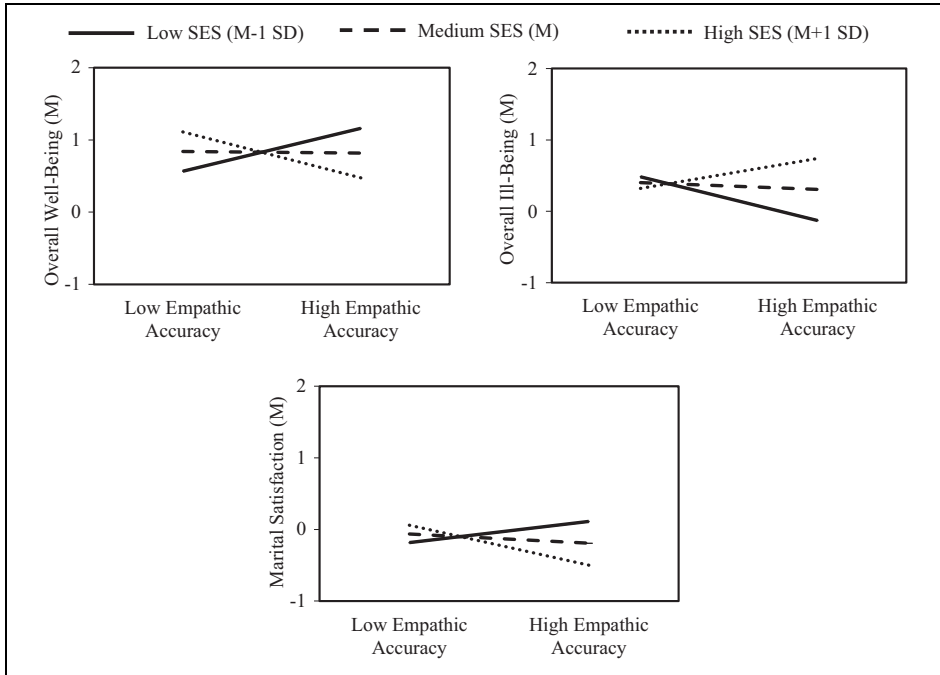 Low SES (M-1 SD) Medium SES (M) High SES (M+1 SD)
Overall Well-Being (M)
2
1
0
-1
Low Empathic
Accuracy
High Empathic
Accuracy
Overall Ill-Being (M)
2
1
0
-1
Low Empathic
Accuracy
High Empathic
Accuracy
Marital Satisfaction (M)
2
1
0
-1
Low Empathic
Accuracy
High Empathic
Accuracy